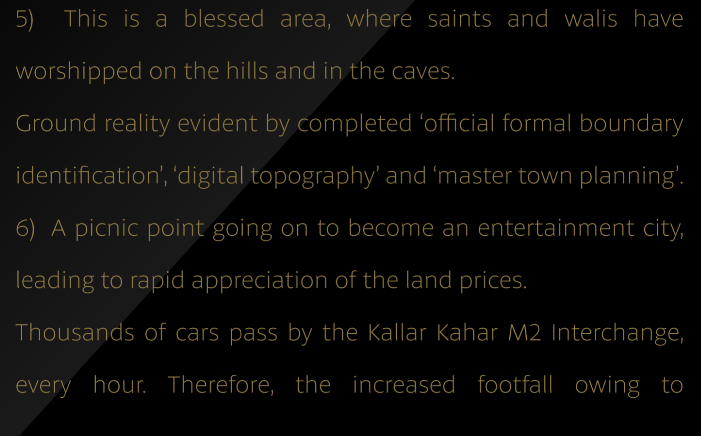 5) This is a blessed area, where saints and walis have
worshipped on the hills and in the caves.
Ground reality evident by completed ‘official formal boundary
identification’, ‘digital topography’ and ‘master town planning’.
6) A picnic point going on to become an entertainment city,
leading to rapid appreciation of the land prices.
Thousands of cars pass by the Kallar Kahar M2 Interchange,
every hour. Therefore, the increased footfall owing to